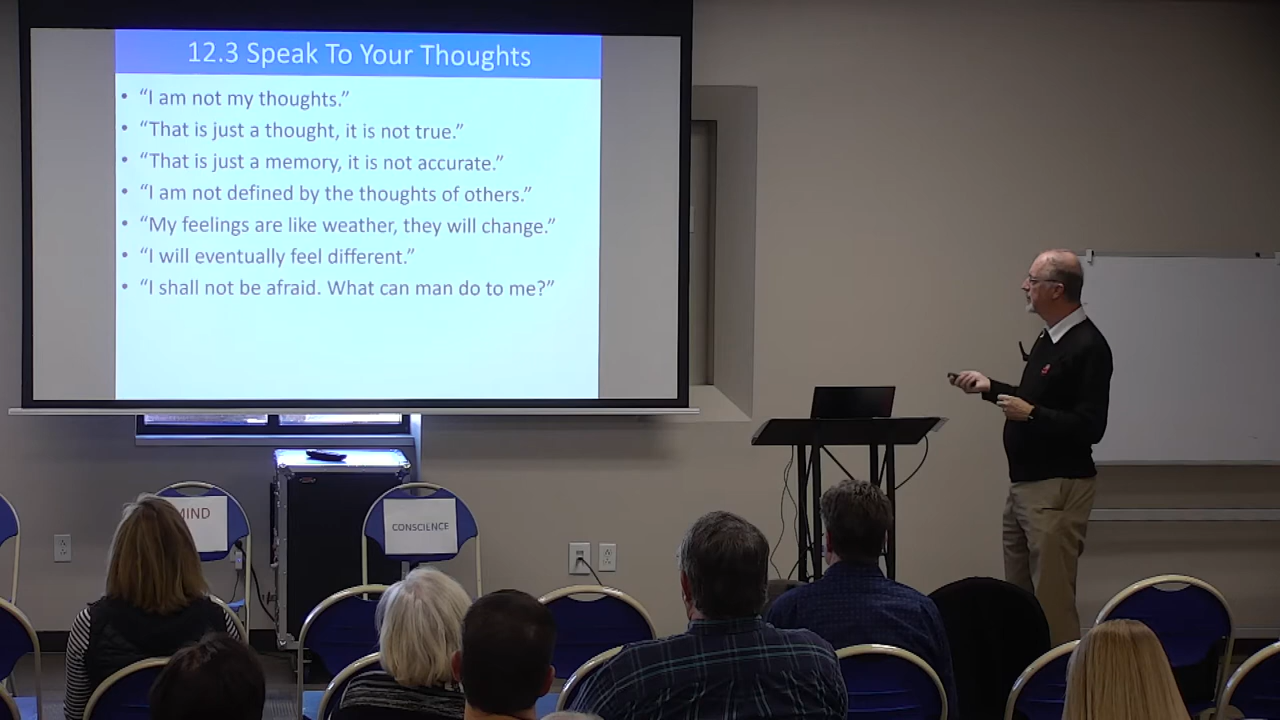 12.3 Speak To Your Thoughts
• “I am not my thoughts.”
• “That is just a thought, it is not true.”
• “That is just a memory, it is not accurate.”
• “I am not defined by the thoughts of others.”
• “My feelings are like weather, they will change.”
• “I will eventually feel different.”
• “I shall not be afraid. What can man do to me?”
MIND
CONSCIENCE